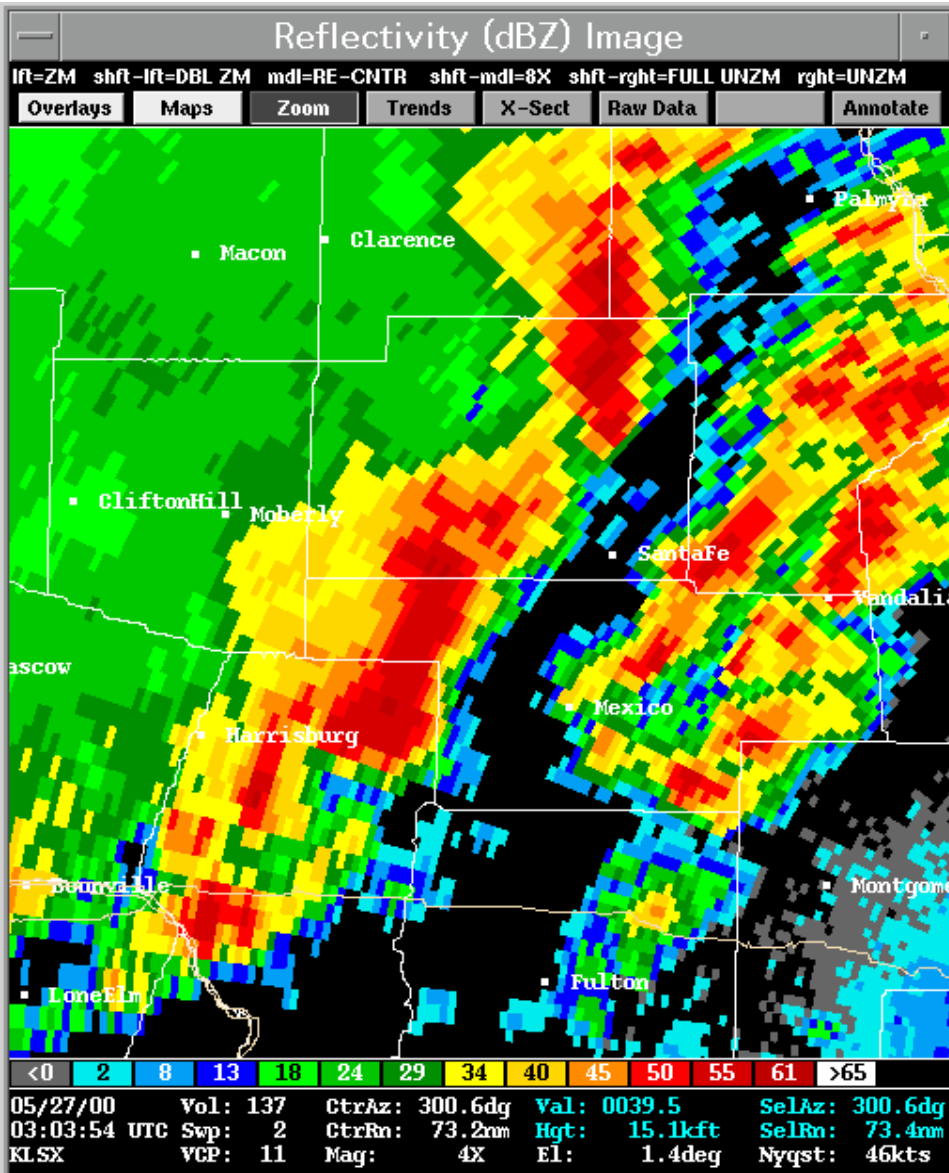 Reflectivity (dBZ) Image
lft=ZM shft-lft=DBL ZM mdl=RE-CNTR shft-mdl=8X shft-rght=FULL UNZM rght=UNZM
Overlays Maps Zoom Trends X-Sect Raw Data Annotate
Palmyra
Clarence
Macon
CliftonHill
Moberly
SantaFe
Vandalia
ascow
Mexico
Harrisburg
Boonville
Montgome
Fulton
LoneElm
<0 2 8 13 18 24 29 34 40 45 50 55 61 >65
05/27/00 Vol: 137 CtrAz: 300.6dg Val: 0039.5 SelAz: 300.6dg
03:03:54 UTC Swp: 2 CtrRn: 73.2nm Hgt: 15.1kft SelRn: 73.4nm
KLSX VCP: 11 Mag: 4X El: 1.4deg Nyqst: 46kts